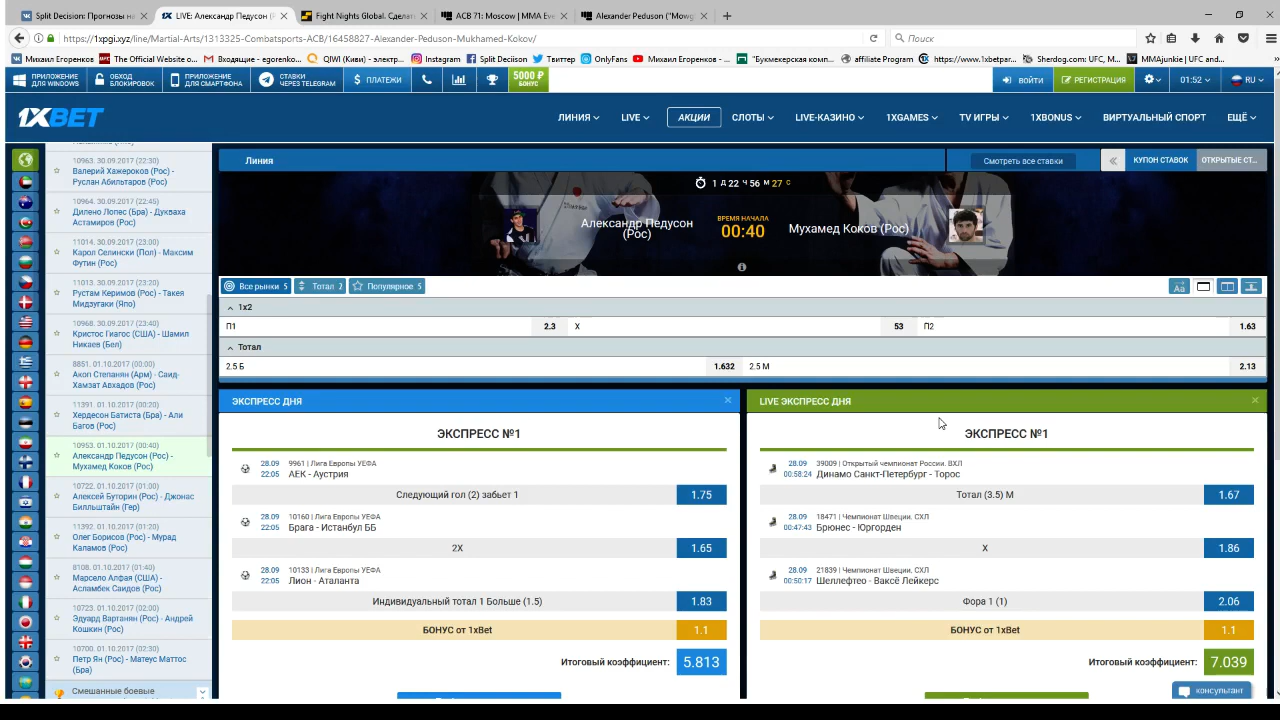 Split Decision: Прогнозы н
LIVE: Александр Педусон (Р
Fight Nights Global. Сделат
ACB 71: Moscow | MMA Eve
Alexander Peduson ("Mowg
https://1xpgi.xyz/line/Martial-Arts/1313325-Combatsports-ACB/16458827-Alexander-Peduson-Mukhamed-Kokov/
Поиск
Михаил Егоренков
The Official Website o...
Входящие - egorenko...
QIWI (Киви) - электр...
Instagram
Split Deciison
Твиттер
OnlyFans
Михаил Егоренков -...
"Букмекерская комп...
affiliate Program
https://www.1xbetpar...
Sherdog.com: UFC, M...
MMAjunkie | UFC and...
ПРИЛОЖЕНИЕ
ДЛЯ WINDOWS
ОБХОД
БЛОКИРОВОК
ПРИЛОЖЕНИЕ
ДЛЯ СМАРТФОНА
СТАВКИ
ЧЕРЕЗ TELEGRAM
ПЛАТЕЖИ
5000 ₽
БОНУС
ВОЙТИ
РЕГИСТРАЦИЯ
01:52
RU
1XBET
ЛИНИЯ
LIVE
АКЦИИ
СЛОТЫ
LIVE-КАЗИНО
1XGAMES
TV ИГРЫ
1XBONUS
ВИРТУАЛЬНЫЙ СПОРТ
ЕЩЁ
10963. 30.09.2017 (22:30)
Валерий Хажероков (Рос) -
Руслан Абильтаров (Рос)
10964. 30.09.2017 (22:45)
Дилено Лопес (Бра) - Дукваха
Астамиров (Рос)
11014. 30.09.2017 (23:00)
Карол Селински (Пол) - Максим
Футин (Рос)
11013. 30.09.2017 (23:20)
Рустам Керимов (Рос) - Такея
Мидзугаки (Япо)
10968. 30.09.2017 (23:40)
Кристос Гиагос (США) - Шамил
Никаев (Бел)
8851. 01.10.2017 (00:00)
Акоп Степанян (Арм) - Саид-
Хамзат Авхадов (Рос)
11391. 01.10.2017 (00:20)
Хердесон Батиста (Бра) - Али
Багов (Рос)
10953. 01.10.2017 (00:40)
Александр Педусон (Рос) -
Мухамед Коков (Рос)
10722. 01.10.2017 (01:00)
Алексей Буторин (Рос) - Джонас
Билльштайн (Гер)
11392. 01.10.2017 (01:20)
Олег Борисов (Рос) - Мурад
Каламов (Рос)
8108. 01.10.2017 (01:40)
Марсело Алфая (США) -
Асламбек Саидов (Рос)
10723. 01.10.2017 (02:00)
Эдуард Вартанян (Рос) - Андрей
Кошкин (Рос)
10700. 01.10.2017 (02:30)
Петр Ян (Рос) - Матеус Маттос
(Бра)
Смешанные боевые
Линия
Смотреть все ставки
КУПОН СТАВОК
ОТКРЫТЫЕ СТ...
1 Д 22 Ч 56 М 27 С
Александр Педусон
(Рос)
ВРЕМЯ НАЧАЛА
00:40
Мухамед Коков (Рос)
Все рынки 5
Тотал 2
Популярное 5
Aa
1x2
П1 2.3
X 53
П2 1.63
Тотал
2.5 Б 1.632
2.5 М 2.13
ЭКСПРЕСС ДНЯ
ЭКСПРЕСС №1
28.09
22:05
9961 | Лига Европы УЕФА
АЕК - Аустрия
Следующий гол (2) забьет 1 1.75
28.09
22:05
10160 | Лига Европы УЕФА
Брага - Истанбул ББ
2X 1.65
28.09
22:05
10133 | Лига Европы УЕФА
Лион - Аталанта
Индивидуальный тотал 1 Больше (1.5) 1.83
БОНУС от 1xBet 1.1
Итоговый коэффициент: 5.813
LIVE ЭКСПРЕСС ДНЯ
ЭКСПРЕСС №1
28.09
00:58:24
39009 | Открытый чемпионат России. ВХЛ
Динамо Санкт-Петербург - Торос
Тотал (3.5) М 1.67
28.09
00:47:43
18471 | Чемпионат Швеции. СХЛ
Брюнес - Юргорден
X 1.86
28.09
00:50:17
21839 | Чемпионат Швеции. СХЛ
Шеллефтео - Ваксё Лейкерс
Фора 1 (1) 2.06
БОНУС от 1xBet 1.1
Итоговый коэффициент: 7.039
консультант